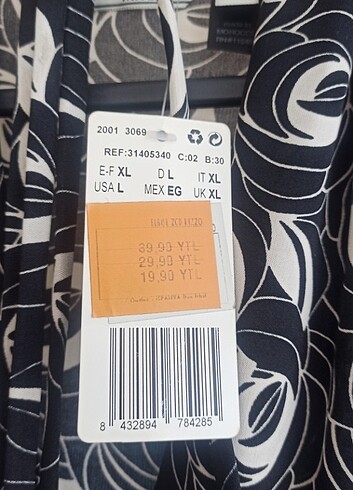 2001 3069
REF:31405340 C:02 B:30
E-F XL D L IT XL
USA L MEX EG UK XL
39,90 YTL
29,90 YTL
19,90 YTL
8 432894 784285